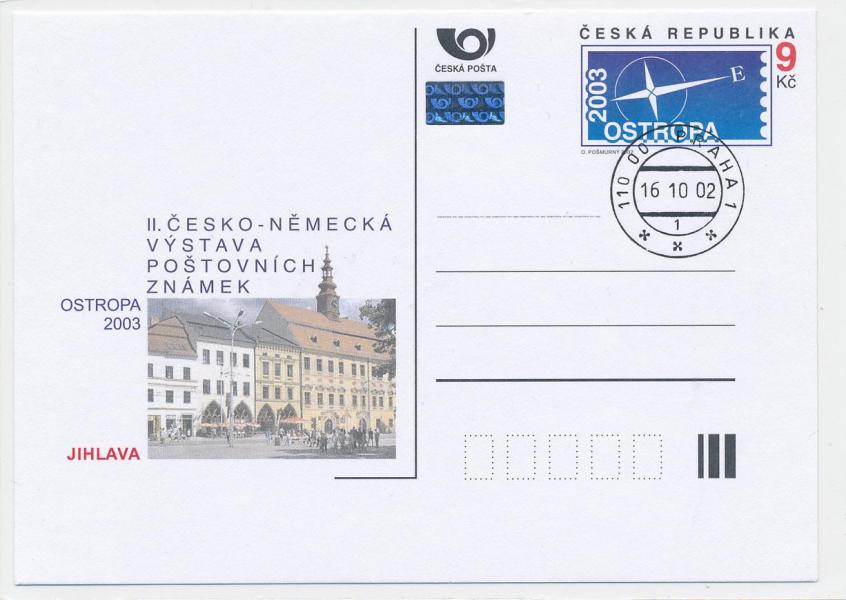 ČESKÁ POŠTA
ČESKÁ REPUBLIKA
9
Kč
2003
E
OSTROPA
O. POŠMURNÝ 2002
110 00 PRAHA 1
16 10 02
1
II. ČESKO-NĚMECKÁ
VÝSTAVA
POŠTOVNÍCH
ZNÁMEK
OSTROPA
2003
JIHLAVA